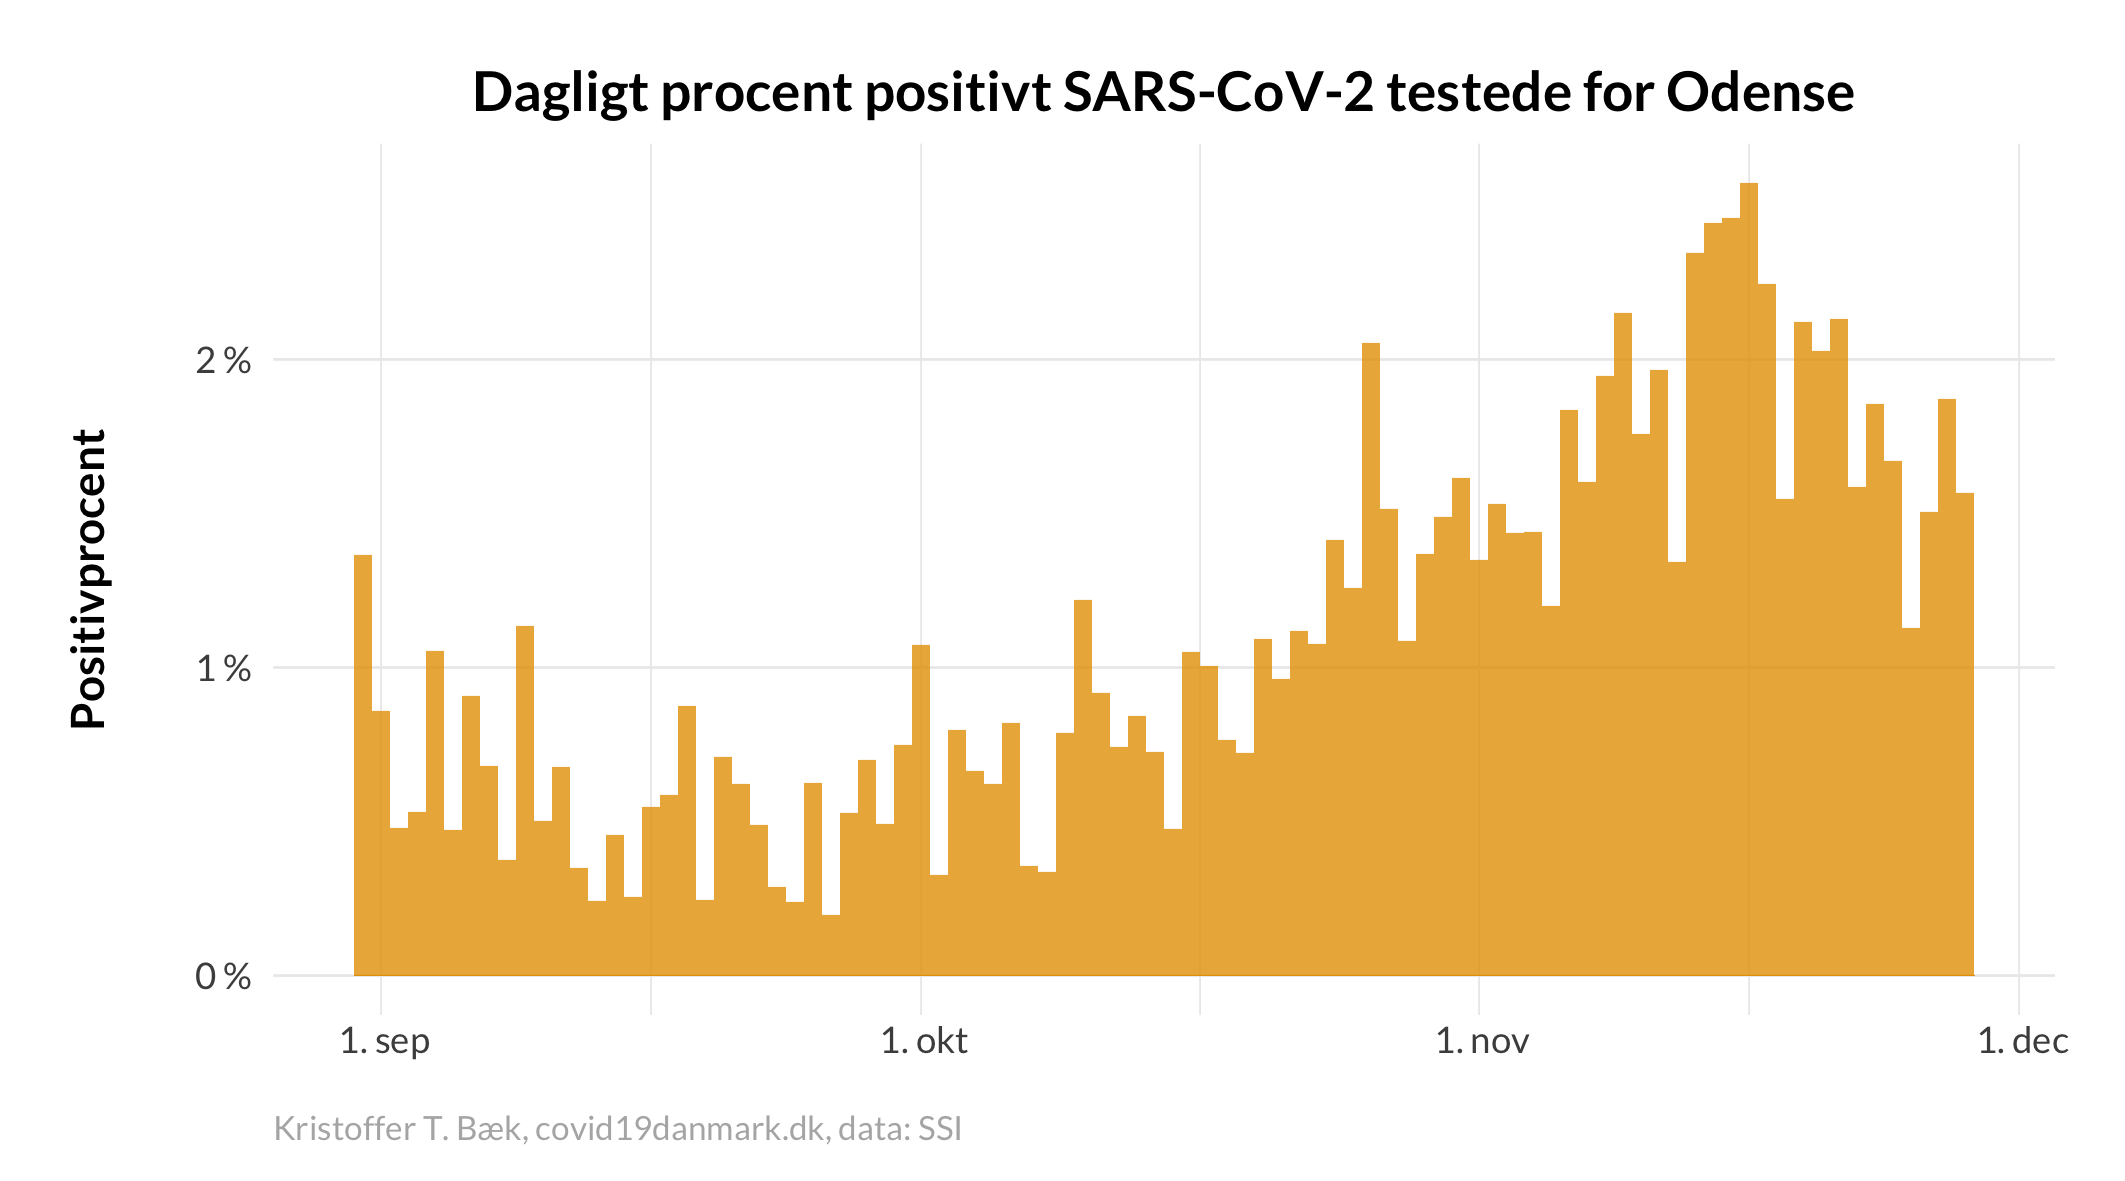 Dagligt procent positivt SARS-CoV-2 testede for Odense
Positivprocent
2 %
1 %
0 %
1. sep
1. okt
1. nov
1. dec
Kristoffer T. Bæk, covid19danmark.dk, data: SSI